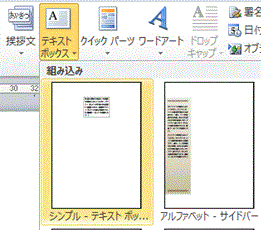 挨拶文
テキスト
ボックス
クイック パーツ
ワードアート
ドロップ
キャップ
署名
日付
オブ
30 32
組み込み
シンプル - テキスト ボッ...
アルファベット - サイドバー